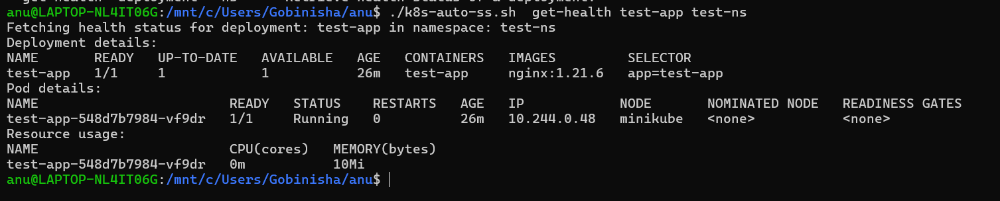 anu@LAPTOP-NL4IT06G:/mnt/c/Users/Gobinisha/anu$ ./k8s-auto-ss.sh  get-health test-app test-ns
Fetching health status for deployment: test-app in namespace: test-ns
Deployment details:
NAME       READY   UP-TO-DATE   AVAILABLE   AGE   CONTAINERS   IMAGES         SELECTOR
test-app   1/1     1            1           26m   test-app     nginx:1.21.6   app=test-app
Pod details:
NAME                        READY   STATUS    RESTARTS   AGE   IP            NODE       NOMINATED NODE   READINESS GATES
test-app-548d7b7984-vf9dr   1/1     Running   0          26m   10.244.0.48   minikube   <none>           <none>
Resource usage:
NAME                        CPU(cores)   MEMORY(bytes)
test-app-548d7b7984-vf9dr   0m           10Mi
anu@LAPTOP-NL4IT06G:/mnt/c/Users/Gobinisha/anu$